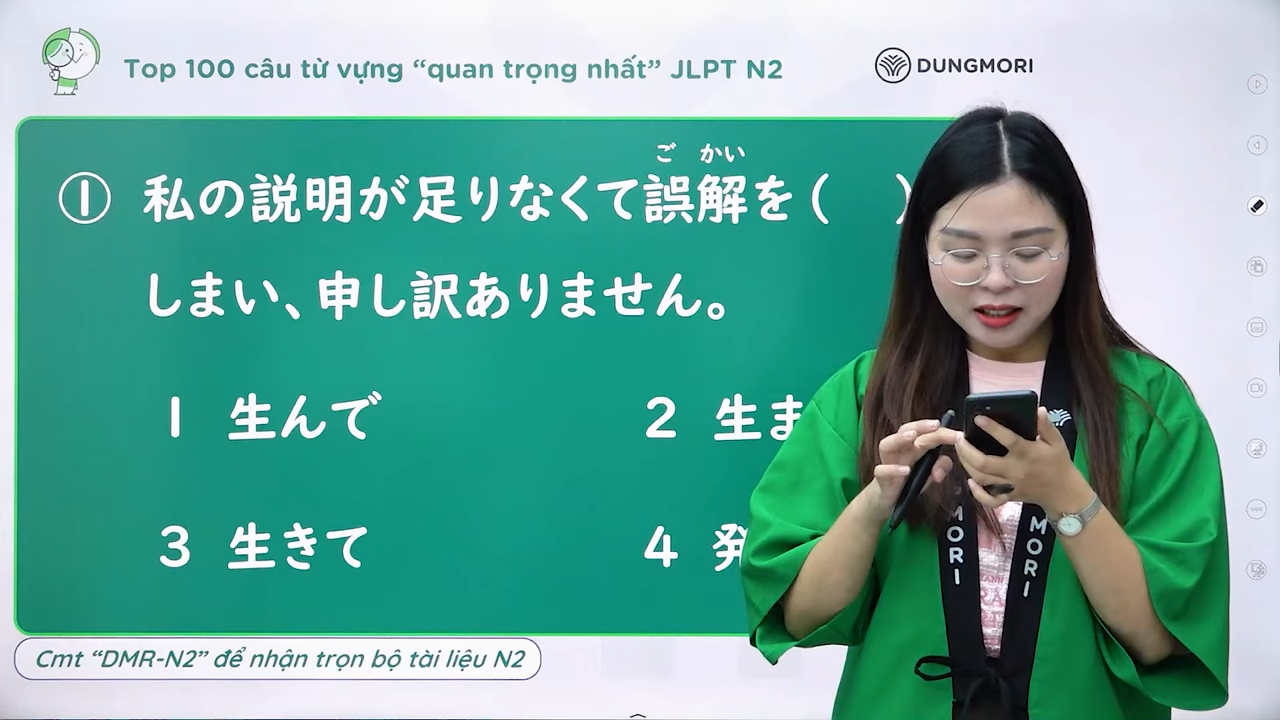 Top 100 câu từ vựng “quan trọng nhất” JLPT N2
DUNGMORI
ご かい
① 私の説明が足りなくて誤解を( )
しまい、申し訳ありません。
1 生んで
2 生ま
3 生きて
4 発
MORI
MORI
Cmt “DMR-N2” để nhận trọn bộ tài liệu N2